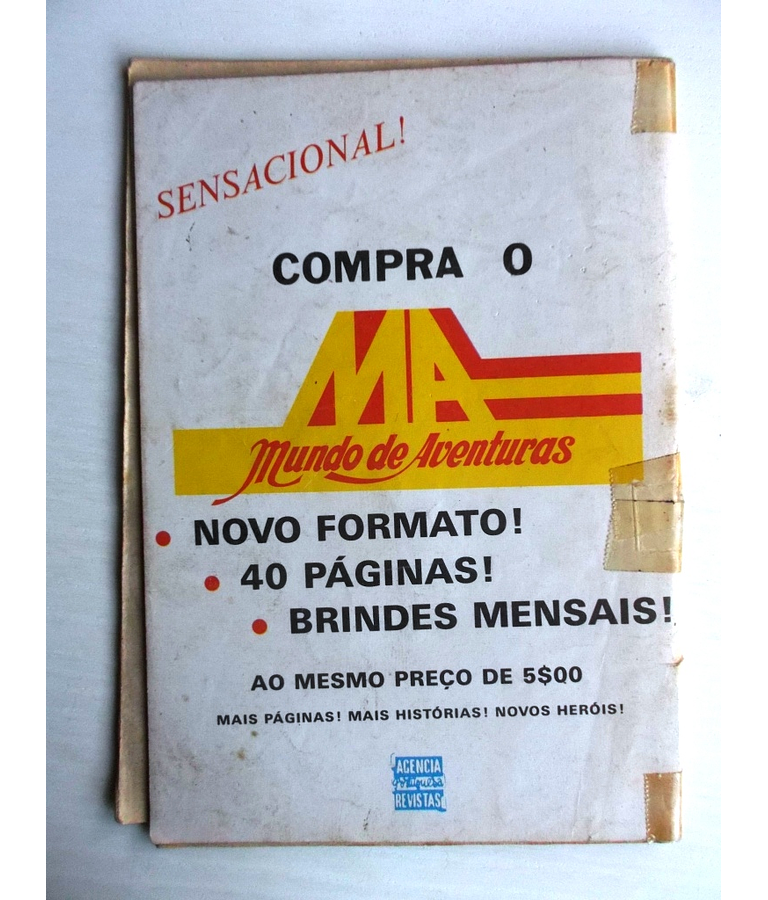 SENSACIONAL!
COMPRA O
MA
Mundo de Aventuras
• NOVO FORMATO!
• 40 PÁGINAS!
• BRINDES MENSAIS!
AO MESMO PREÇO DE 5$00
MAIS PÁGINAS! MAIS HISTÓRIAS! NOVOS HERÓIS!
AGENCIA
portuguesa
REVISTAS